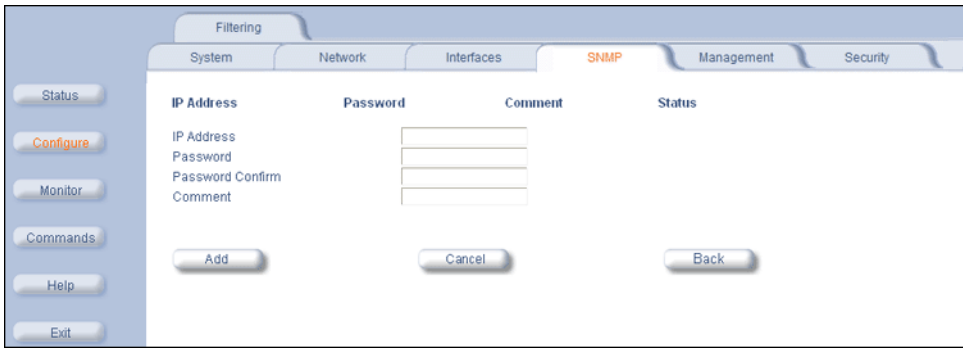 Filtering
System Network Interfaces SNMP Management Security
Status
Configure
Monitor
Commands
Help
Exit
IP Address Password Comment Status
IP Address
Password
Password Confirm
Comment
Add Cancel Back